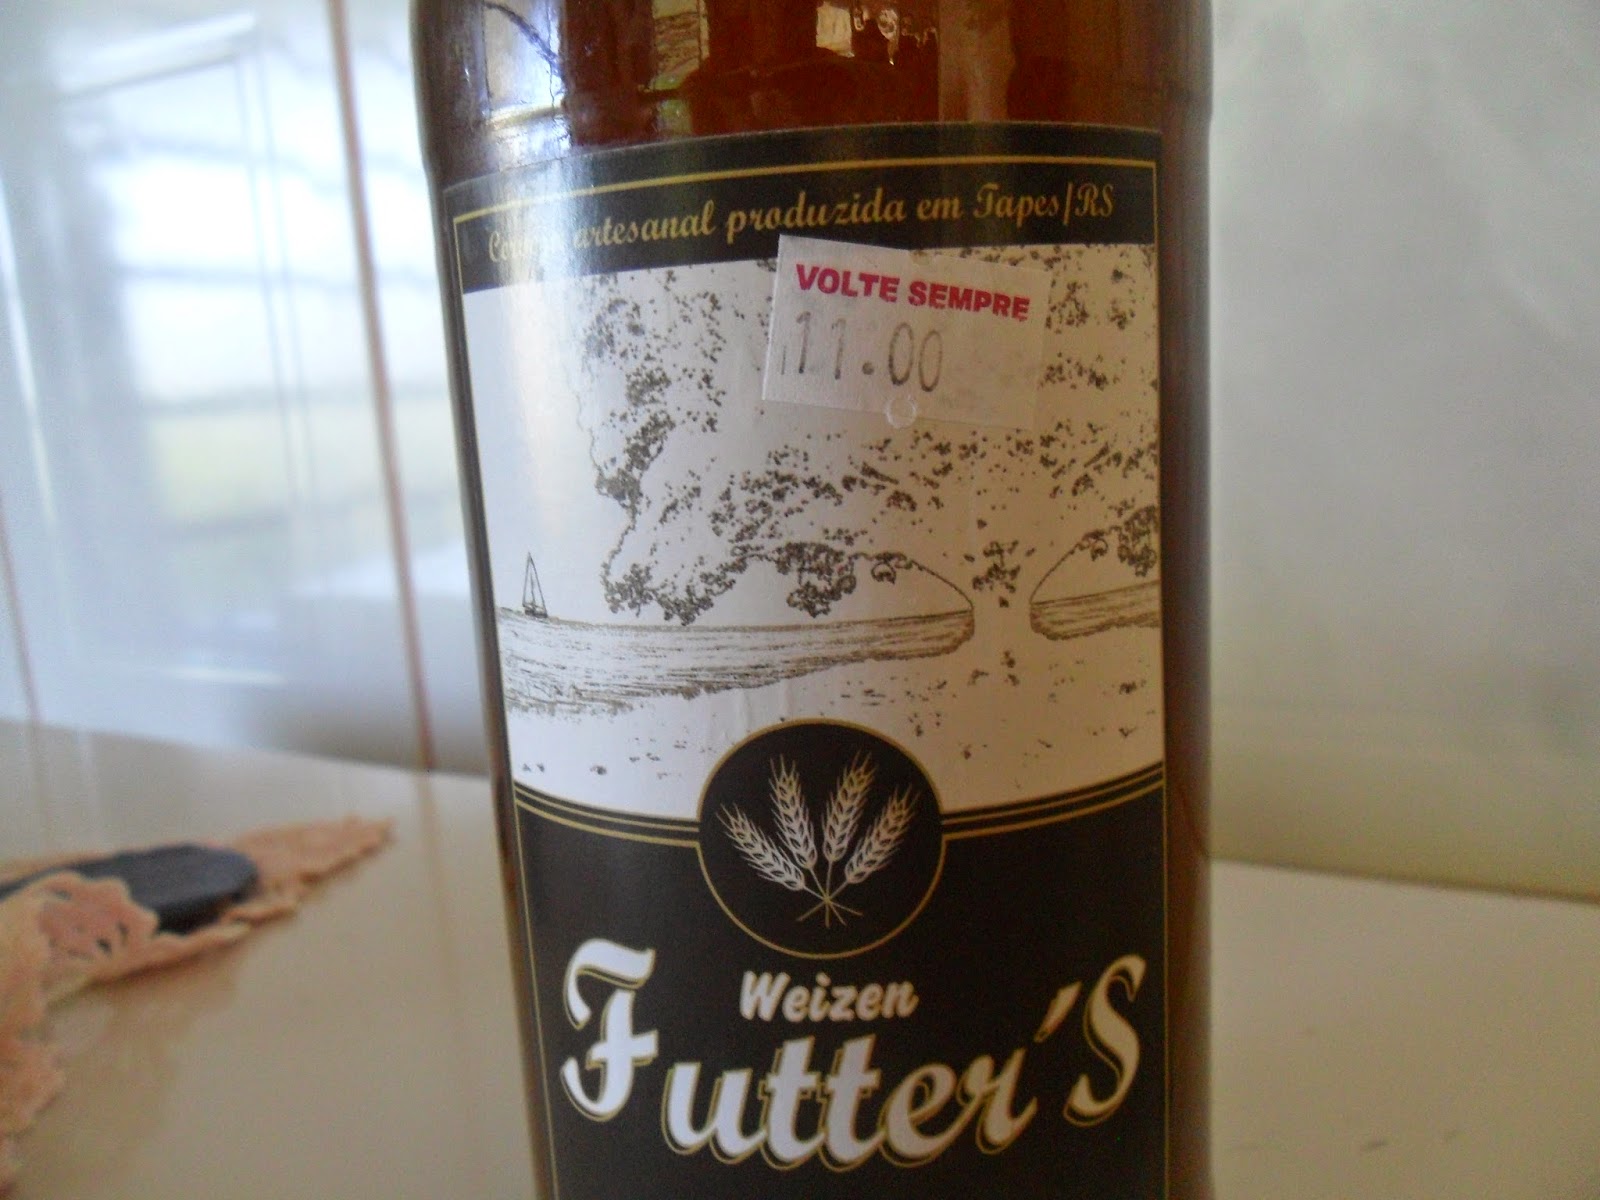 artesanal produzida em Tapes/RS
VOLTE SEMPRE
11.00
Weizen
Futter´S